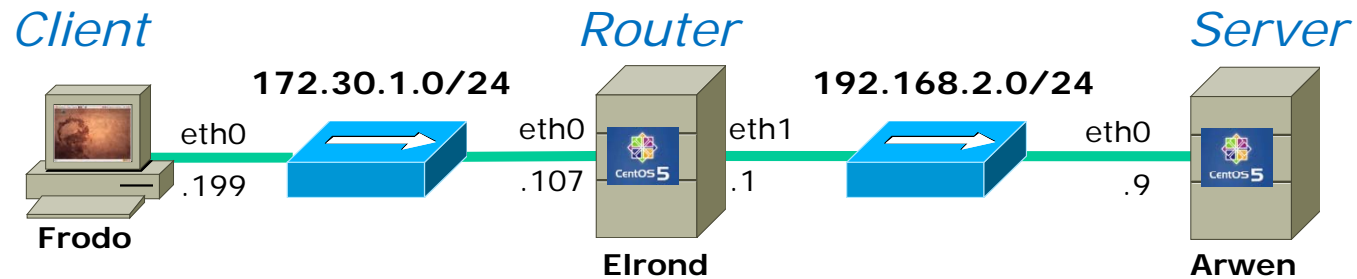 Client
Router
Server
172.30.1.0/24
192.168.2.0/24
eth0
eth0
eth1
eth0
.199
.107
.1
.9
CentOS 5
CentOS 5
Frodo
Elrond
Arwen